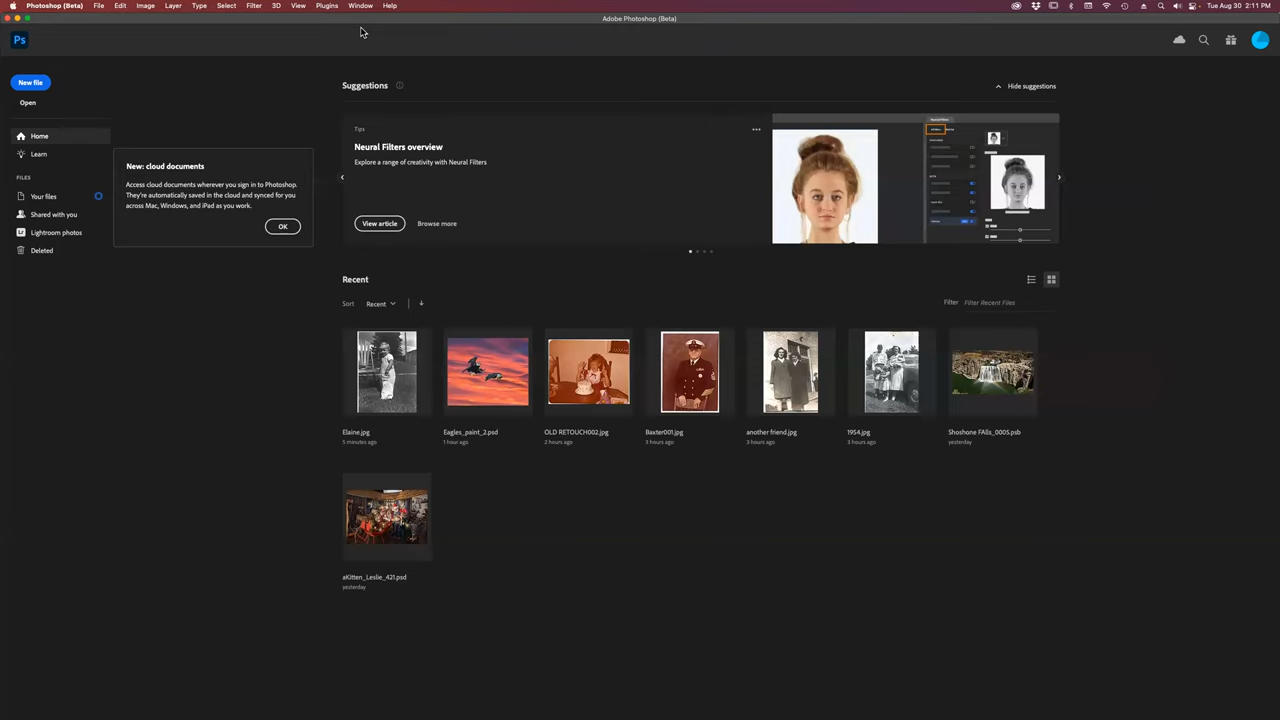 Photoshop (Beta) File Edit Image Layer Type Select Filter 3D View Plugins Window Help Tue Aug 30 2:11 PM
Adobe Photoshop (Beta)
Ps
New file
Open
Home
Learn
FILES
Your files
Shared with you
Lightroom photos
Deleted
New: cloud documents
Access cloud documents wherever you sign in to Photoshop.
They're automatically saved in the cloud and synced for you
across Mac, Windows, and iPad as you work.
OK
Suggestions
Hide suggestions
Tips
Neural Filters overview
Explore a range of creativity with Neural Filters
View article Browse more
Recent
Sort Recent
Filter Filter Recent Files
Elaine.jpg
5 minutes ago
Eagles_paint_2.psd
1 hour ago
OLD RETOUCH002.jpg
2 hours ago
Baxter001.jpg
3 hours ago
another friend.jpg
3 hours ago
1954.jpg
3 hours ago
Shoshone FAlls_0005.psb
yesterday
aKitten_Leslie_421.psd
yesterday